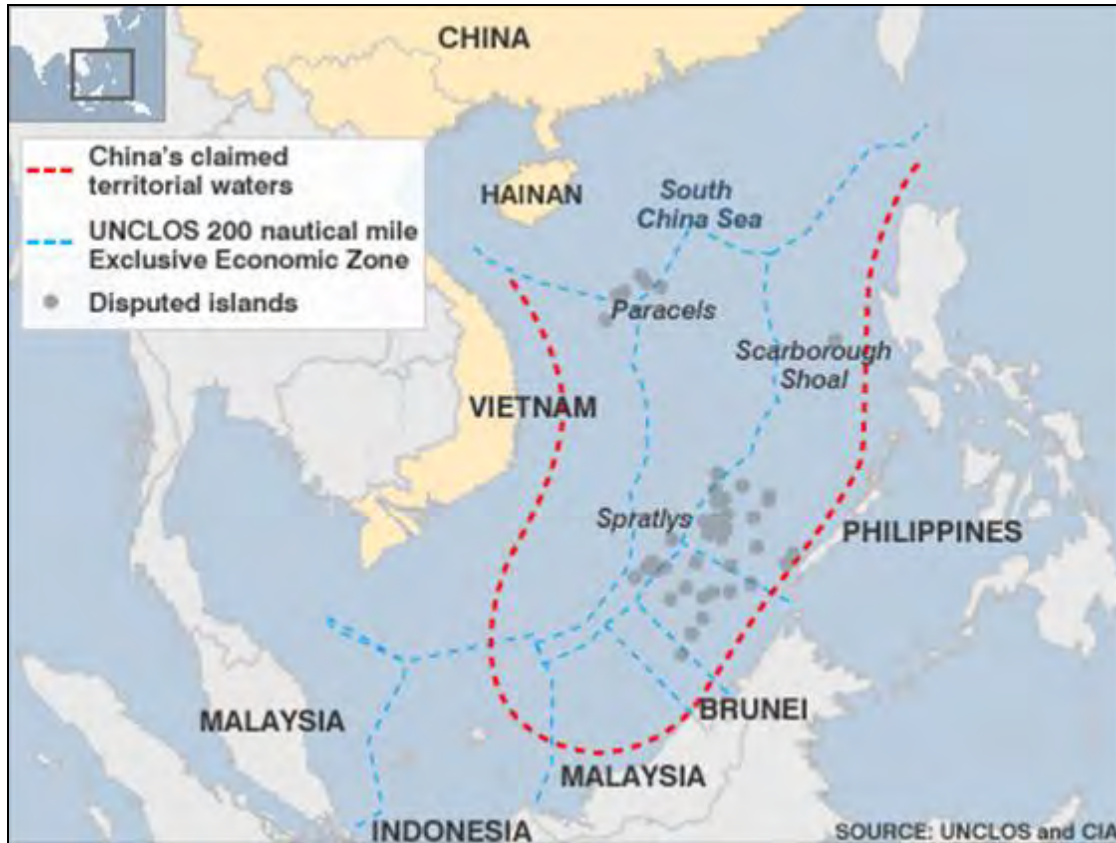 CHINA
China's claimed
territorial waters
UNCLOS 200 nautical mile
Exclusive Economic Zone
Disputed islands
HAINAN
South
China Sea
Paracels
Scarborough
Shoal
VIETNAM
Spratlys
PHILIPPINES
MALAYSIA
BRUNEI
MALAYSIA
INDONESIA
SOURCE: UNCLOS and CIA